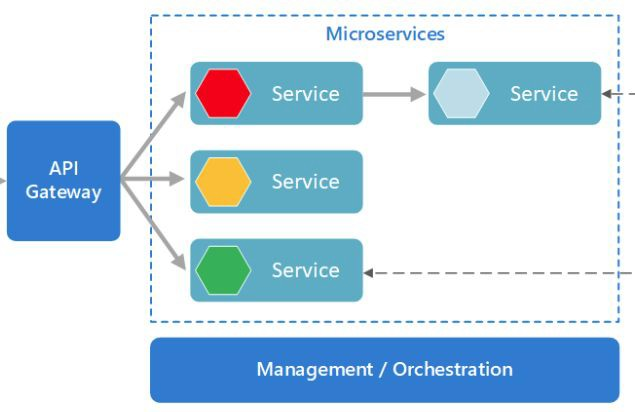 Microservices
Service
Service
API
Gateway
Service
Service
Management / Orchestration